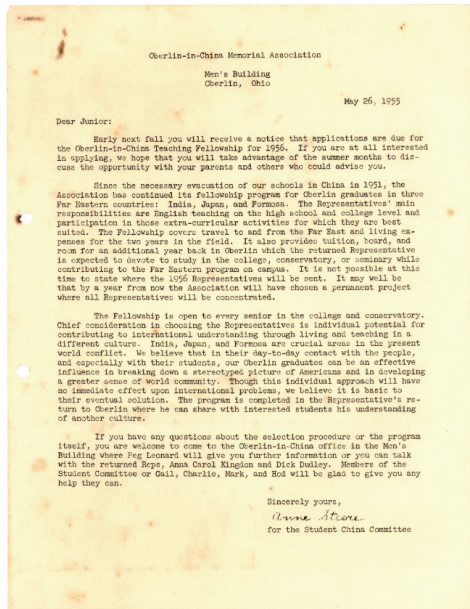 Oberlin-in-China Memorial Association
Men's Building
Oberlin, Ohio
May 26, 1955
Dear Junior:
Early next fall you will receive a notice that applications are due for
the Oberlin-in-China Teaching Fellowship for 1956. If you are at all interested
in applying, we hope that you will take advantage of the summer months to dis-
cuss the opportunity with your parents and others who could advise you.
Since the necessary evacuation of our schools in China in 1951, the
Association has continued its fellowship program for Oberlin graduates in three
Far Eastern countries: India, Japan, and Formosa. The Representatives' main
responsibilities are English teaching on the high school and college level and
participation in those extra-curricular activities for which they are best
suited. The Fellowship covers travel to and from the Far East and living ex-
penses for the two years in the field. It also provides tuition, board, and
room for an additional year back in Oberlin which the returned Representative
is expected to devote to study in the college, conservatory, or seminary while
contributing to the Far Eastern program on campus. It is not possible at this
time to state where the 1956 Representatives will be sent. It may well be
that by a year from now the Association will have chosen a permanent project
where all Representatives will be concentrated.
The Fellowship is open to every senior in the college and conservatory.
Chief consideration in choosing the Representatives is individual potential for
contributing to international understanding through living and teaching in a
different culture. India, Japan, and Formosa are crucial areas in the present
world conflict. We believe that in their day-to-day contact with the people,
and especially with their students, our Oberlin graduates can be an effective
influence in breaking down a stereotyped picture of Americans and in developing
a greater sense of world community. Though this individual approach will have
no immediate effect upon international problems, we believe it is basic to
their eventual solution. The program is completed in the Representative's re-
turn to Oberlin where he can share with interested students his understanding
of another culture.
If you have any questions about the selection procedure or the program
itself, you are welcome to come to the Oberlin-in-China office in the Men's
Building where Peg Leonard will give you further information or you can talk
with the returned Reps, Anna Carol Kingdon and Dick Dudley. Members of the
Student Committee or Gail, Charlie, Mark, and Hod will be glad to give you any
help they can.
Sincerely yours,
Anne Steere
for the Student China Committee